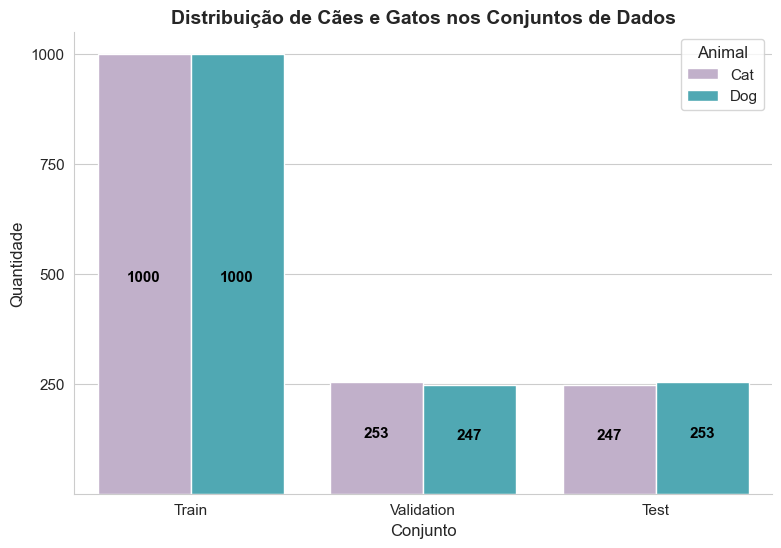 Distribuição de Cães e Gatos nos Conjuntos de Dados
Animal
Cat
Dog
Quantidade
1000
750
500
250
1000
1000
253
247
247
253
Train
Validation
Test
Conjunto